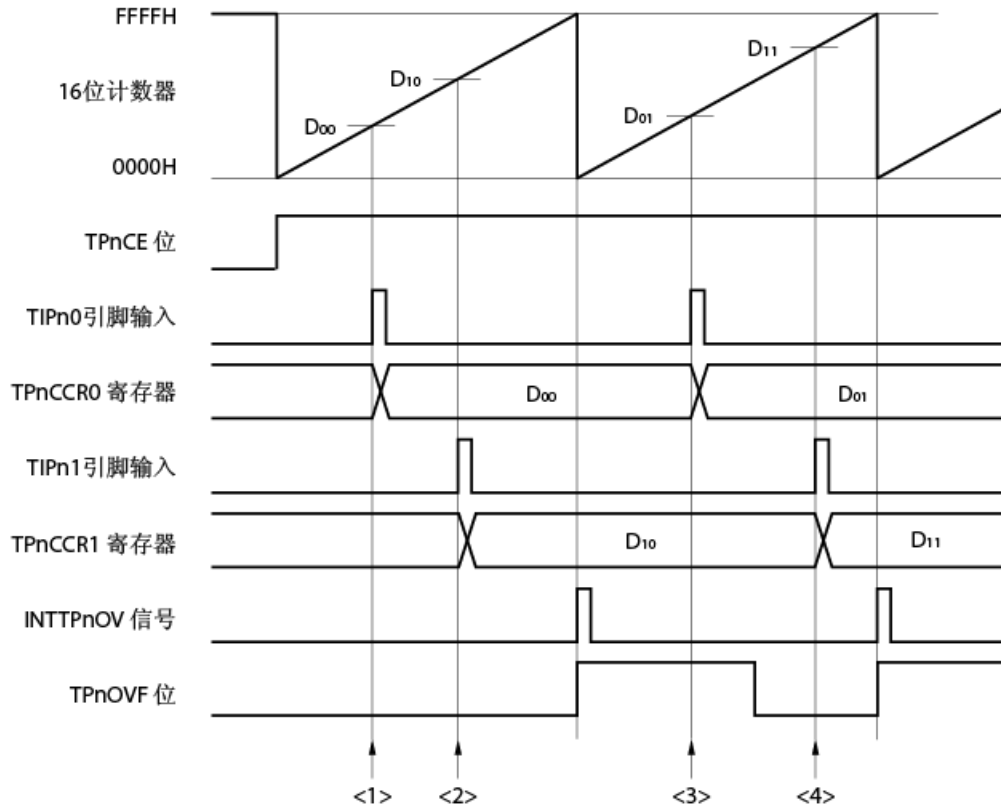 FFFFH
16位计数器
0000H
D00
D10
D01
D11
TPnCE 位
TIPn0引脚输入
TPnCCR0 寄存器
D00
D01
TIPn1引脚输入
TPnCCR1 寄存器
D10
D11
INTTPnOV 信号
TPnOVF 位
<1> <2> <3> <4>